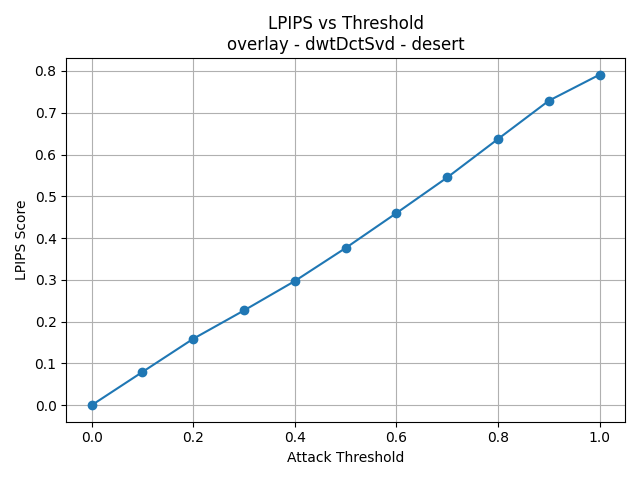 LPIPS vs Threshold
overlay - dwtDctSvd - desert
0.8
0.7
0.6
0.5
0.4
0.3
0.2
0.1
0.0
LPIPS Score
0.0 0.2 0.4 0.6 0.8 1.0
Attack Threshold